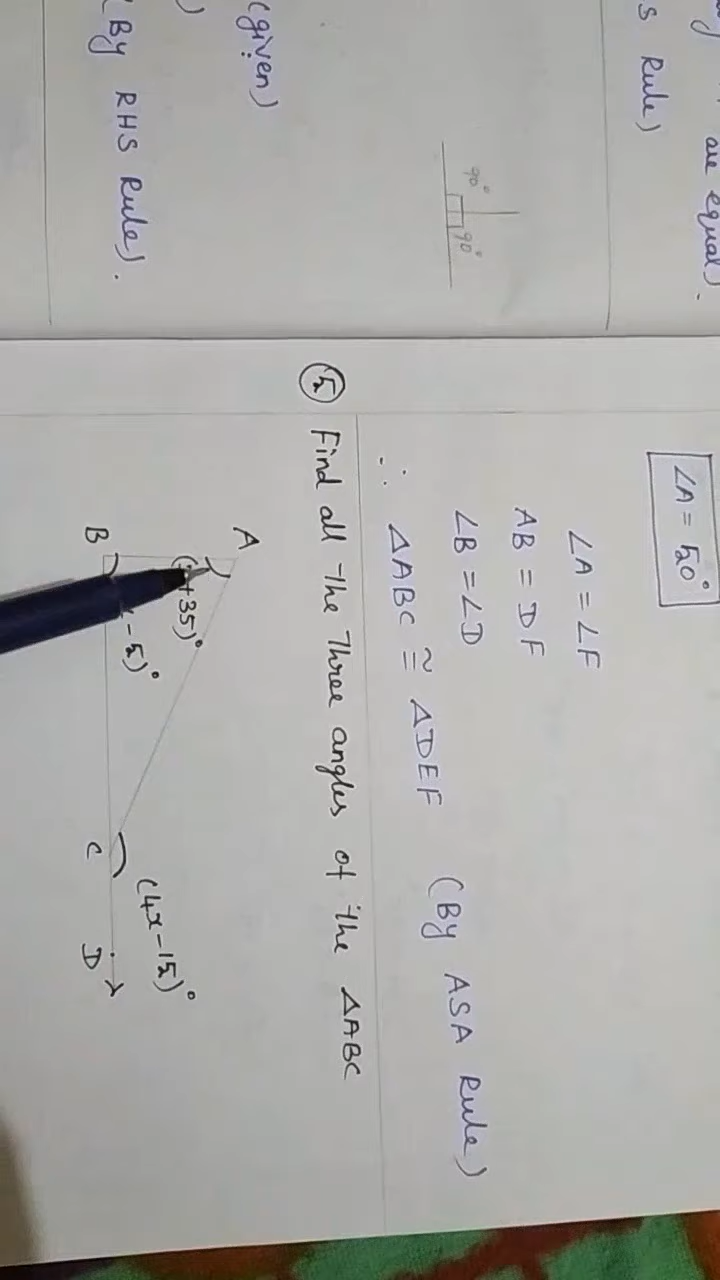 are equal).
s Rule)
90°
90°
(given)
)
(By RHS Rule).
∠A = 50°
∠A = ∠F
AB = DF
∠B = ∠D
∴ ΔABC ≅ ΔDEF (By ASA Rule)
5 Find all the three angles of the ΔABC
A
+35)°
B
-5)°
C
(4x-15)°
D